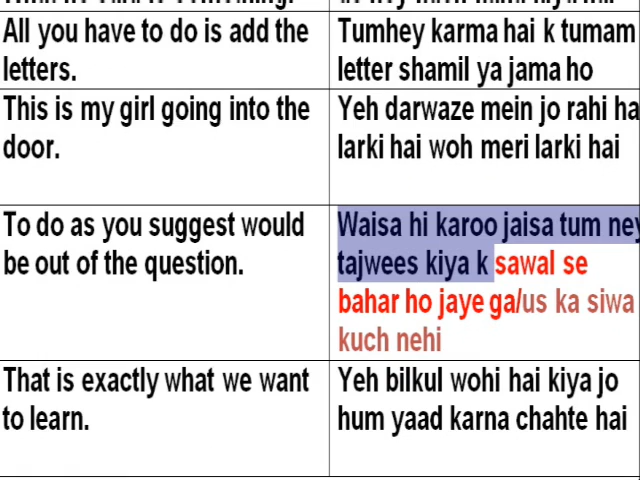 All you have to do is add the
letters.
Tumhey karma hai k tumam
letter shamil ya jama ho
This is my girl going into the
door.
Yeh darwaze mein jo rahi ha
larki hai woh meri larki hai
To do as you suggest would
be out of the question.
Waisa hi karoo jaisa tum ney
tajwees kiya k sawal se
bahar ho jaye ga/us ka siwa
kuch nehi
That is exactly what we want
to learn.
Yeh bilkul wohi hai kiya jo
hum yaad karna chahte hai